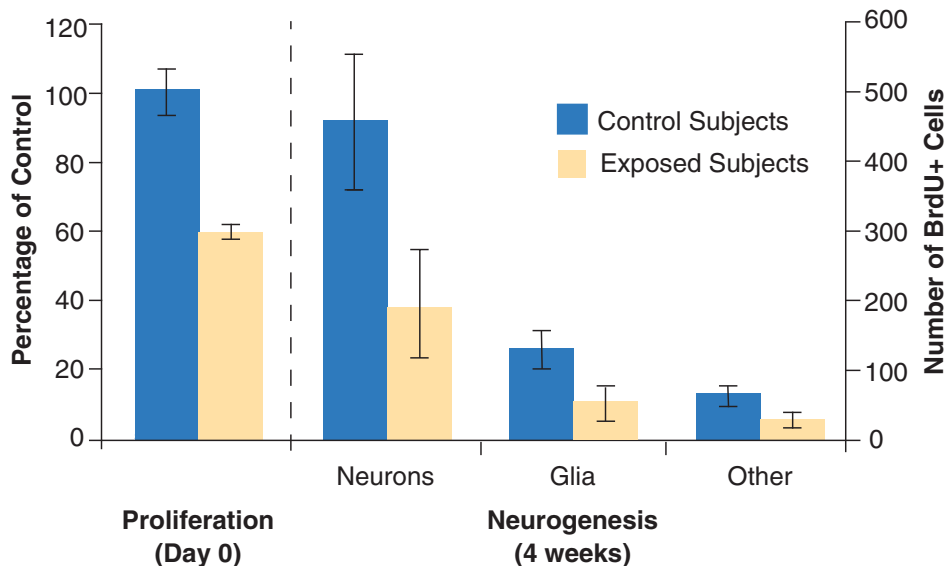 120
100
80
60
40
20
0
Percentage of Control
600
500
400
300
200
100
0
Number of BrdU+ Cells
Control Subjects
Exposed Subjects
Neurons
Glia
Other
Proliferation
(Day 0)
Neurogenesis
(4 weeks)